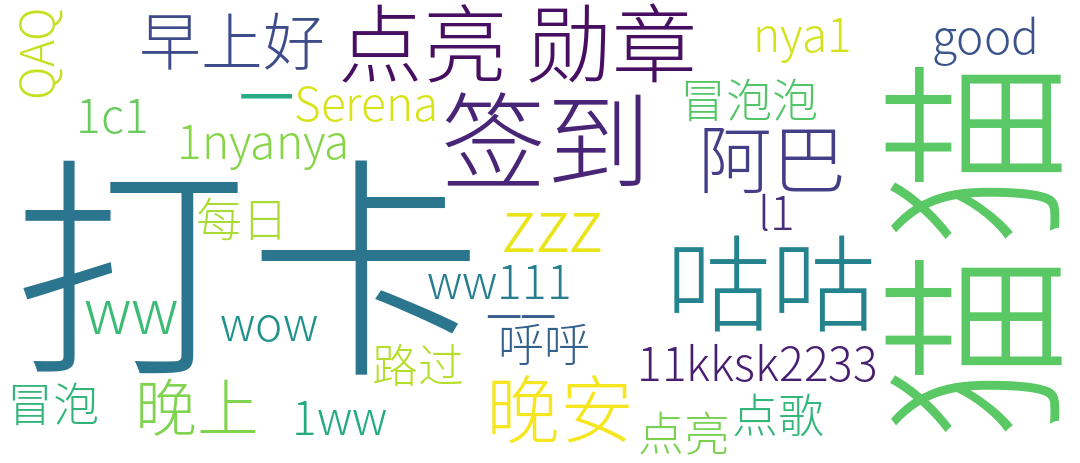 QAQ
早上好
点亮 勋章
nya1
good
1c1
一
Serena
冒泡泡
1nyanya
签到
阿巴
猫猫
打卡
每日
zzz
l1
咕咕
ww
wow
ww111
一一
呼呼
路过
11kksk2233
冒泡
晚上
1ww
晚安
点亮
点歌